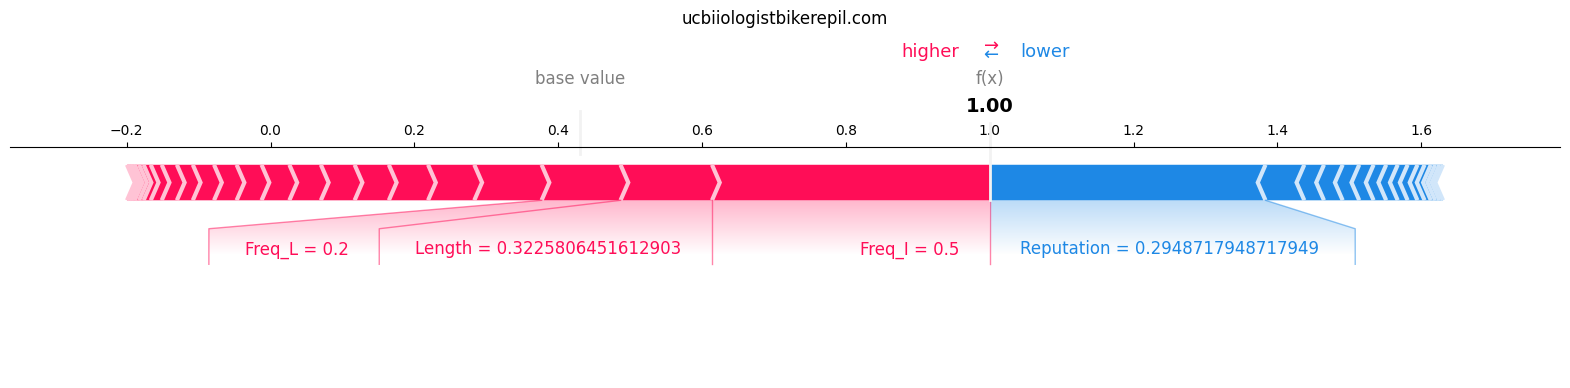 ucbiiologistbikerepil.com
higher ⇄ lower
base value f(x)
1.00
−0.2 0.0 0.2 0.4 0.6 0.8 1.0 1.2 1.4 1.6
Freq_L = 0.2 Length = 0.3225806451612903 Freq_I = 0.5 Reputation = 0.2948717948717949